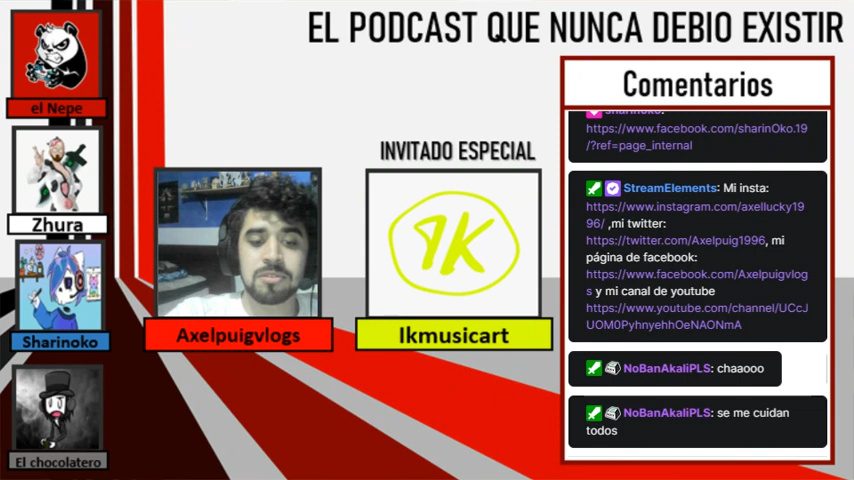 EL PODCAST QUE NUNCA DEBIO EXISTIR
el Nepe
Zhura
Sharinoko
El chocolatero
Axelpuigvlogs
INVITADO ESPECIAL
1K
Ikmusicart
Comentarios
sharinoko:
https://www.facebook.com/sharinOko.19
/?ref=page_internal
StreamElements: Mi insta:
https://www.instagram.com/axellucky19
96/ ,mi twitter:
https://twitter.com/Axelpuig1996, mi
página de facebook:
https://www.facebook.com/Axelpuigvlog
s y mi canal de youtube
https://www.youtube.com/channel/UCcJ
UOM0PyhnyehhOeNAONmA
NoBanAkaliPLS: chaaooo
NoBanAkaliPLS: se me cuidan
todos